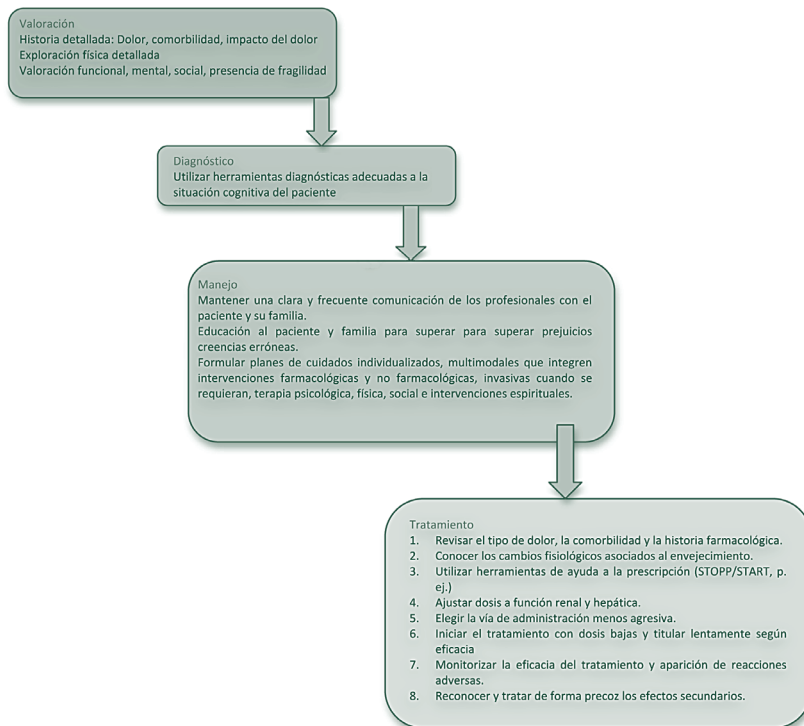 Valoración
Historia detallada: Dolor, comorbilidad, impacto del dolor
Exploración física detallada
Valoración funcional, mental, social, presencia de fragilidad
Diagnóstico
Utilizar herramientas diagnósticas adecuadas a la
situación cognitiva del paciente
Manejo
Mantener una clara y frecuente comunicación de los profesionales con el
paciente y su familia.
Educación al paciente y familia para superar para superar prejuicios
creencias erróneas.
Formular planes de cuidados individualizados, multimodales que integren
intervenciones farmacológicas y no farmacológicas, invasivas cuando se
requieran, terapia psicológica, física, social e intervenciones espirituales.
Tratamiento
1. Revisar el tipo de dolor, la comorbilidad y la historia farmacológica.
2. Conocer los cambios fisiológicos asociados al envejecimiento.
3. Utilizar herramientas de ayuda a la prescripción (STOPP/START, p.
ej.)
4. Ajustar dosis a función renal y hepática.
5. Elegir la vía de administración menos agresiva.
6. Iniciar el tratamiento con dosis bajas y titular lentamente según
eficacia
7. Monitorizar la eficacia del tratamiento y aparición de reacciones
adversas.
8. Reconocer y tratar de forma precoz los efectos secundarios.